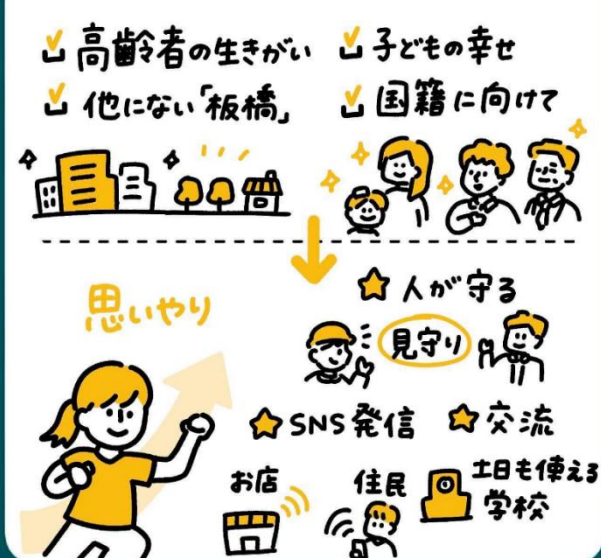 高齢者の生きがい
子どもの幸せ
他にない「板橋」
国籍に向けて
思いやり
人が守る
見守り
SNS発信
交流
お店
住民
土日も使える
学校